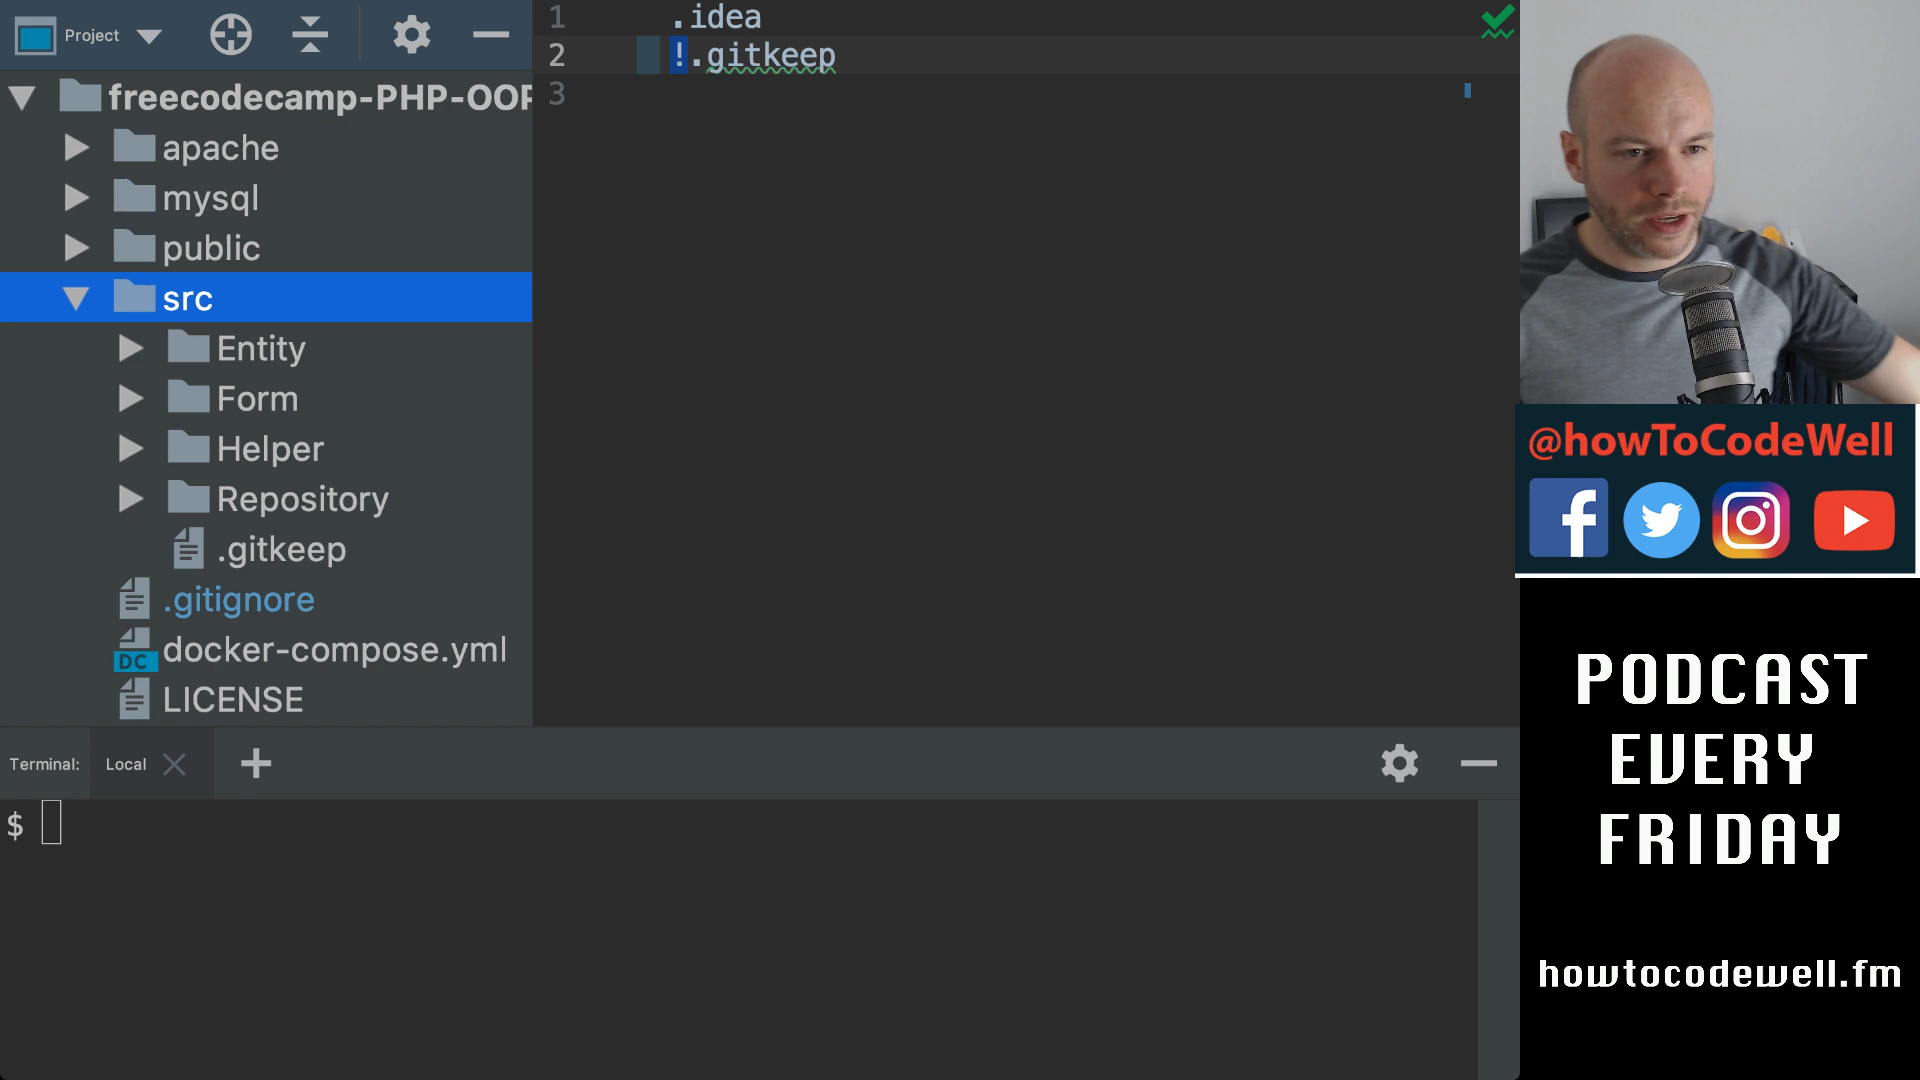 Project
freecodecamp-PHP-OOP
apache
mysql
public
src
Entity
Form
Helper
Repository
.gitkeep
.gitignore
docker-compose.yml
DC
LICENSE
1 .idea
2 !.gitkeep
3
Terminal: Local
$
@howToCodeWell
PODCAST
EVERY
FRIDAY
howtocodewell.fm